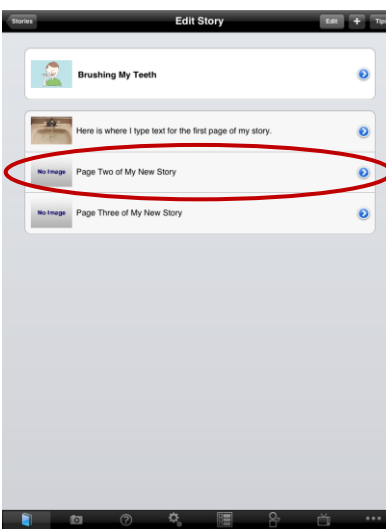 Stories
Edit Story
Edit
+
Tips
Brushing My Teeth
Here is where I type text for the first page of my story.
No Image
Page Two of My New Story
No Image
Page Three of My New Story